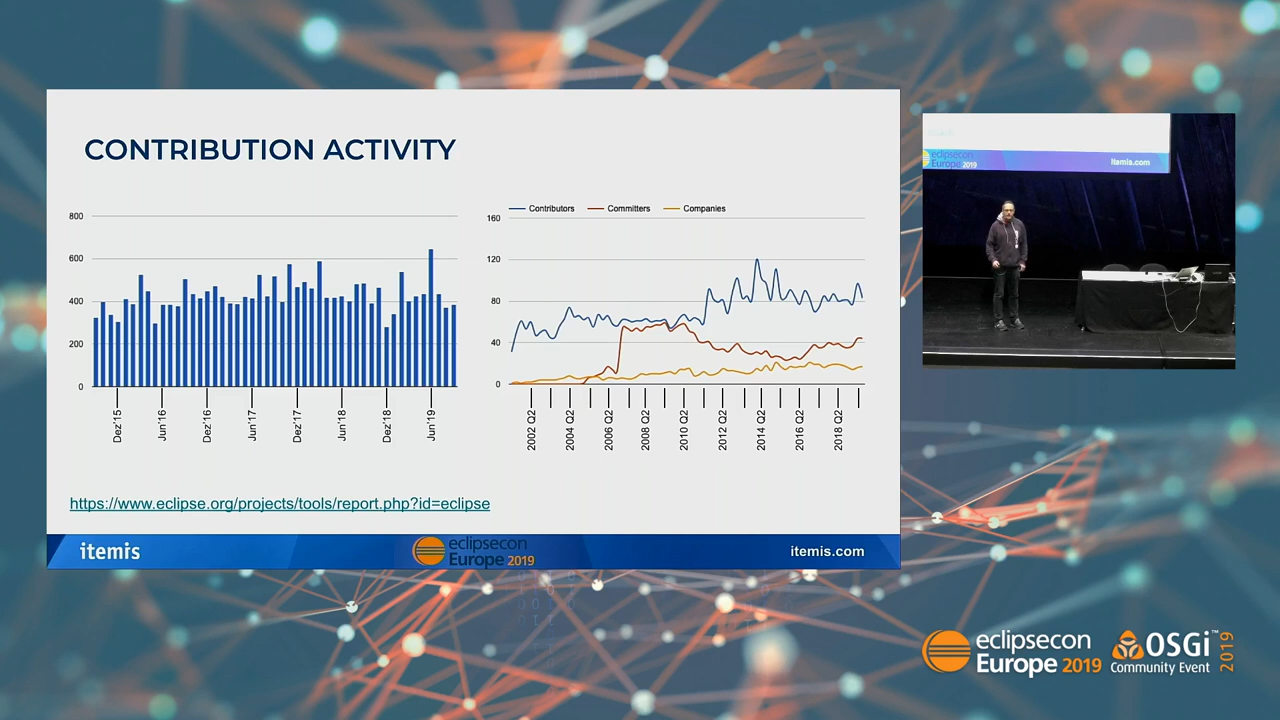 CONTRIBUTION ACTIVITY
800
600
400
200
0
Dez'15
Jun'16
Dez'16
Jun'17
Dez'17
Jun'18
Dez'18
Jun'19
Contributors Committers Companies
160
120
80
40
0
2002 Q2
2004 Q2
2006 Q2
2008 Q2
2010 Q2
2012 Q2
2014 Q2
2016 Q2
2018 Q2
https://www.eclipse.org/projects/tools/report.php?id=eclipse
itemis
eclipsecon
Europe 2019
itemis.com
eclipsecon
Europe 2019
itemis.com
eclipsecon
Europe 2019
OSGi™
Community Event
2019